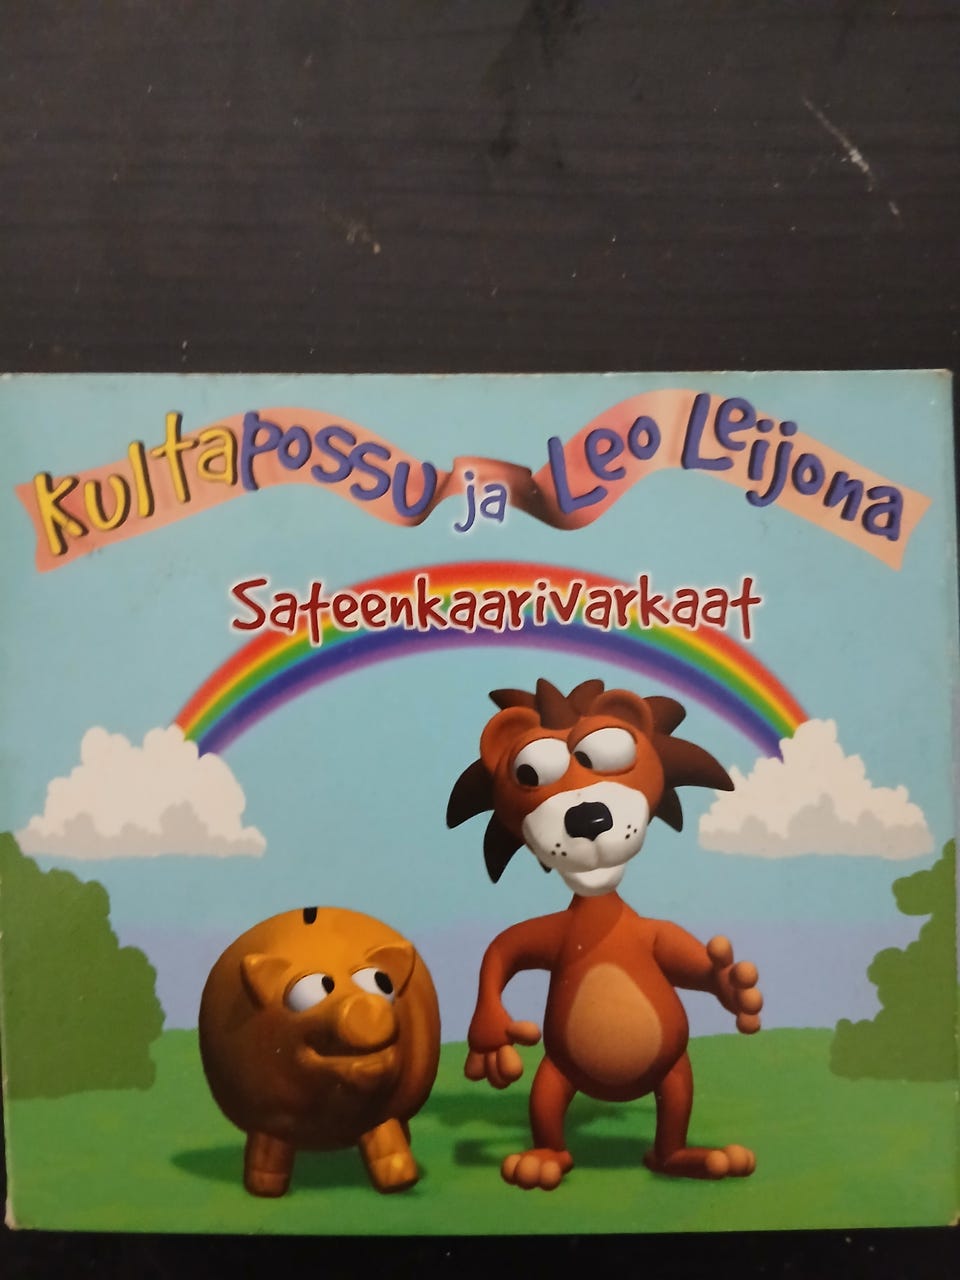 Kultapossu ja Leo Leijona
Sateenkaarivarkaat